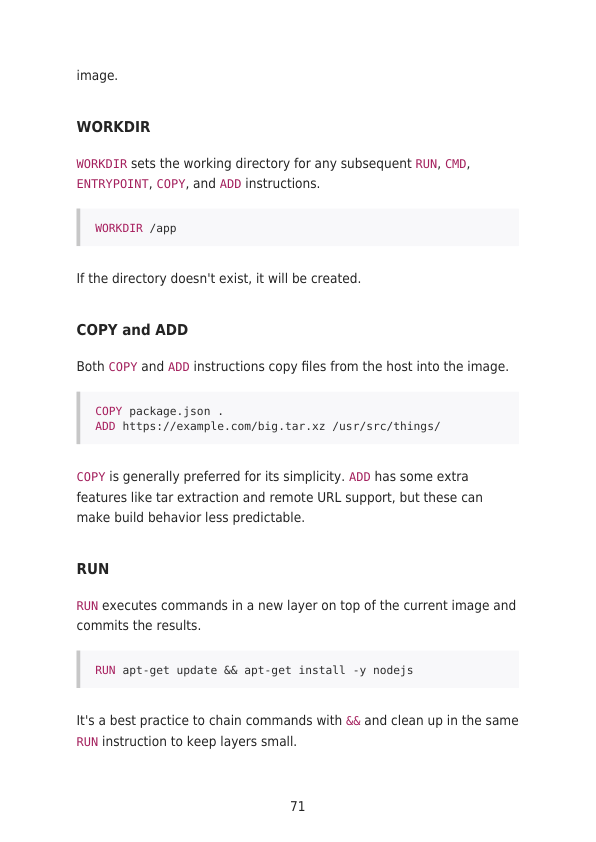 image.
WORKDIR
WORKDIR sets the working directory for any subsequent RUN, CMD,
ENTRYPOINT, COPY, and ADD instructions.
WORKDIR /app
If the directory doesn't exist, it will be created.
COPY and ADD
Both COPY and ADD instructions copy files from the host into the image.
COPY package.json .
ADD https://example.com/big.tar.xz /usr/src/things/
COPY is generally preferred for its simplicity. ADD has some extra
features like tar extraction and remote URL support, but these can
make build behavior less predictable.
RUN
RUN executes commands in a new layer on top of the current image and
commits the results.
RUN apt-get update && apt-get install -y nodejs
It's a best practice to chain commands with && and clean up in the same
RUN instruction to keep layers small.
71